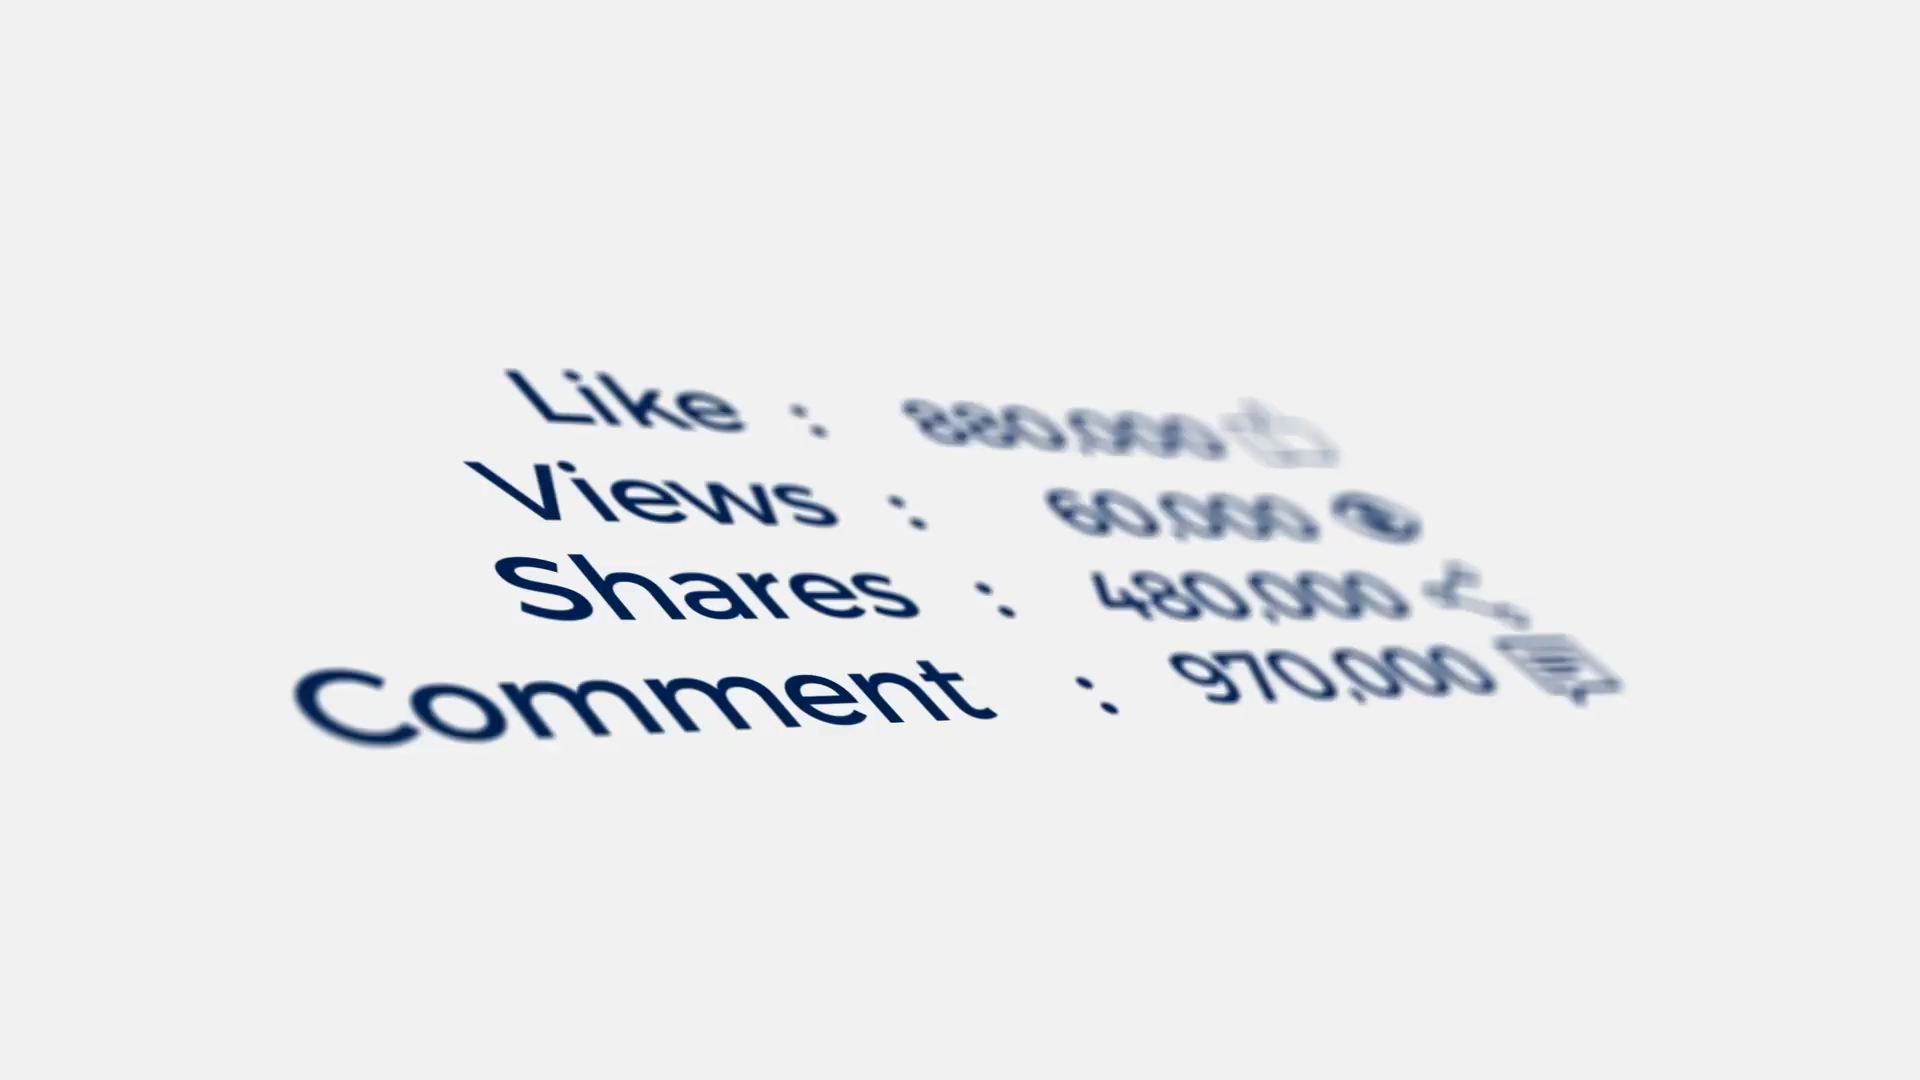 Like : 880,000
Views : 60,000
Shares : 480,000
Comment : 970,000